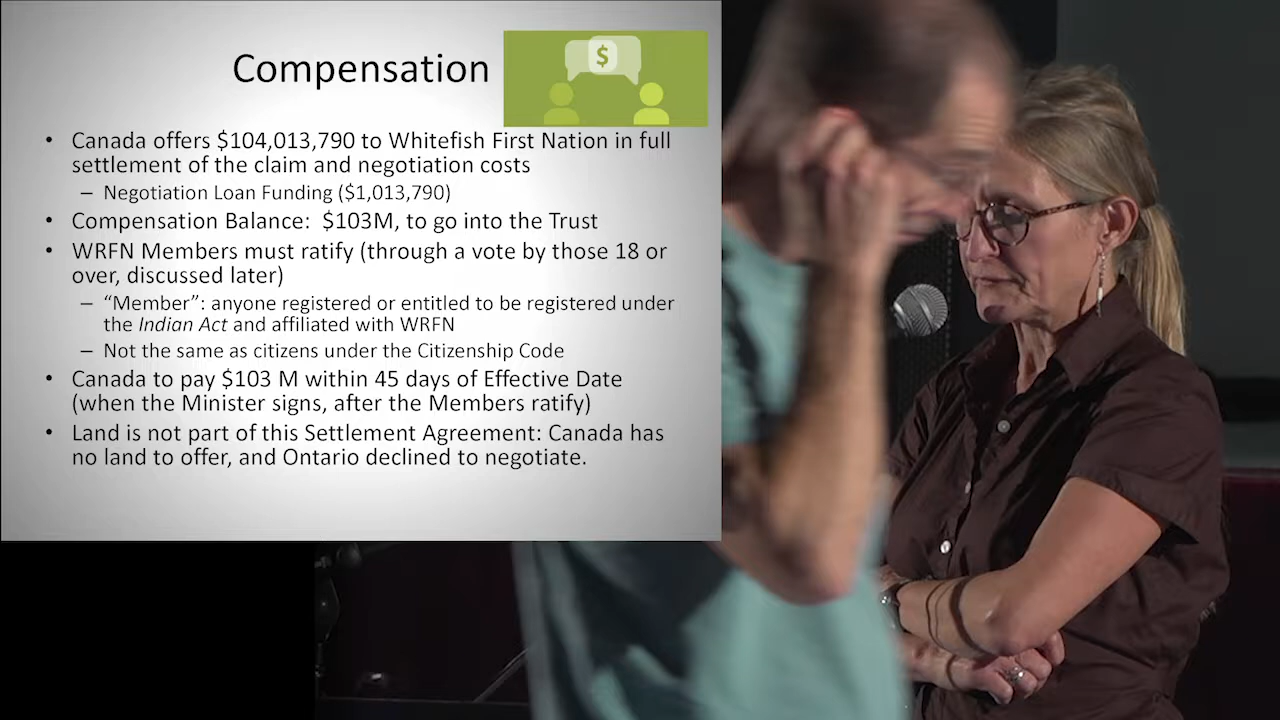 Compensation
$
• Canada offers $104,013,790 to Whitefish First Nation in full
settlement of the claim and negotiation costs
– Negotiation Loan Funding ($1,013,790)
• Compensation Balance: $103M, to go into the Trust
• WRFN Members must ratify (through a vote by those 18 or
over, discussed later)
– “Member”: anyone registered or entitled to be registered under
the Indian Act and affiliated with WRFN
– Not the same as citizens under the Citizenship Code
• Canada to pay $103 M within 45 days of Effective Date
(when the Minister signs, after the Members ratify)
• Land is not part of this Settlement Agreement: Canada has
no land to offer, and Ontario declined to negotiate.